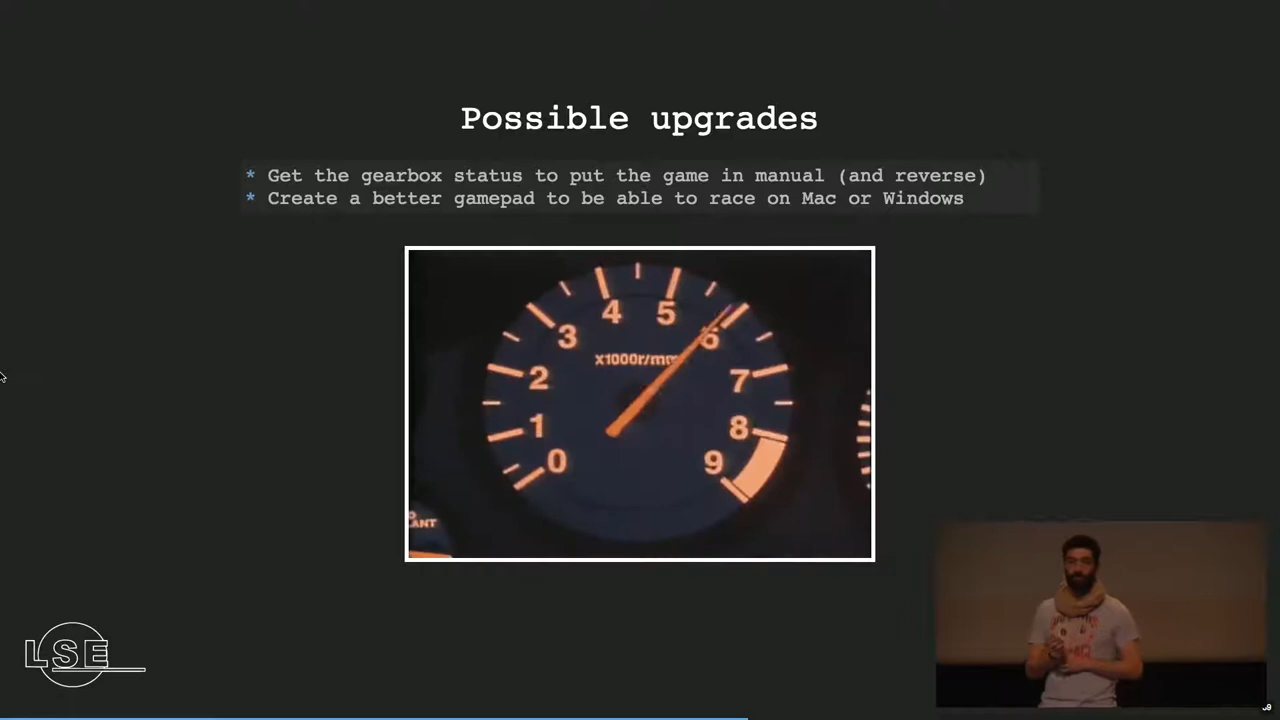 Possible upgrades
* Get the gearbox status to put the game in manual (and reverse)
* Create a better gamepad to be able to race on Mac or Windows
4 5
3 6
x1000r/m
2 7
1 8
0 9
LSE